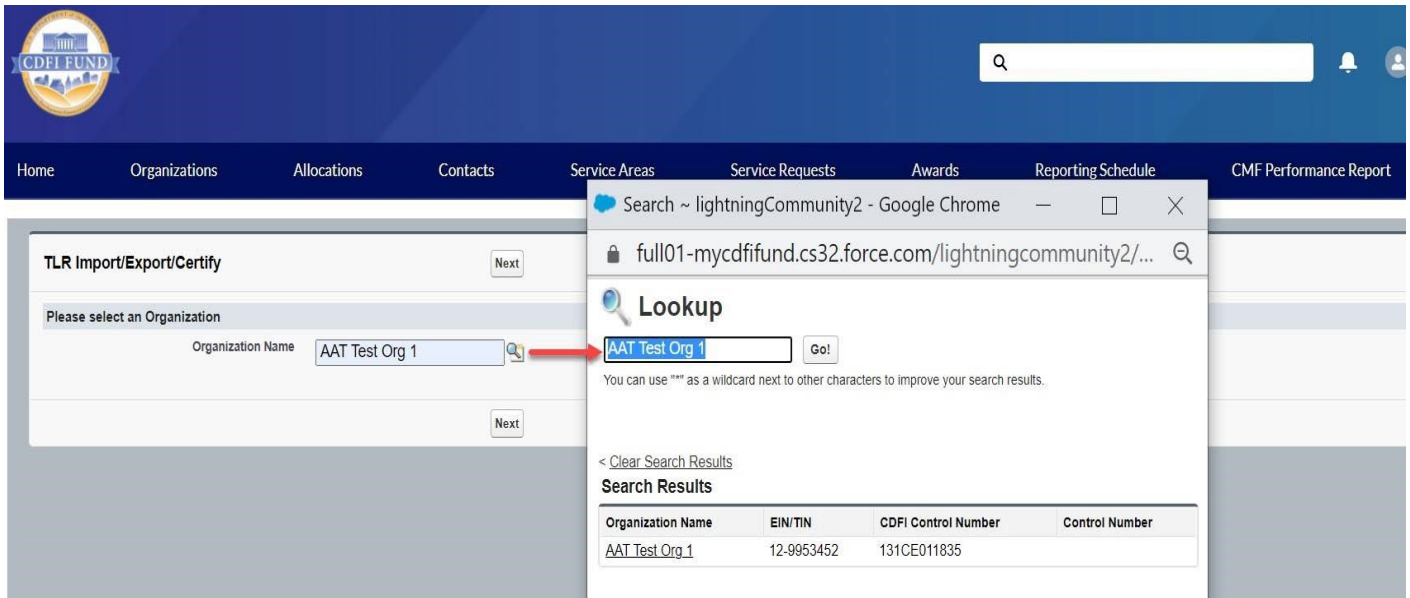 CDFI FUND
Home Organizations Allocations Contacts Service Areas Service Requests Awards Reporting Schedule CMF Performance Report
Search ~ lightningCommunity2 - Google Chrome
full01-mycdfifund.cs32.force.com/lightningcommunity2/...
TLR Import/Export/Certify Next
Please select an Organization
Organization Name AAT Test Org 1
Next
Lookup
AAT Test Org 1 Go!
You can use "*" as a wildcard next to other characters to improve your search results.
< Clear Search Results
Search Results
Organization Name EIN/TIN CDFI Control Number Control Number
AAT Test Org 1 12-9953452 131CE011835